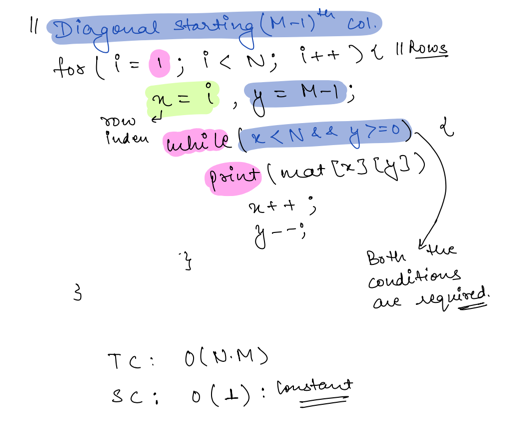 // Diagonal starting (M-1)th col.
for ( i = 1 ; i < N ; i++ ) { // Rows
x = i , y = M-1 ;
row index
while ( x < N && y >= 0 ) {
print ( mat [x] [y] )
x++ ;
y-- ;
Both the
conditions
are required.
}
}
TC : O(N.M)
SC : O(1) : Constant